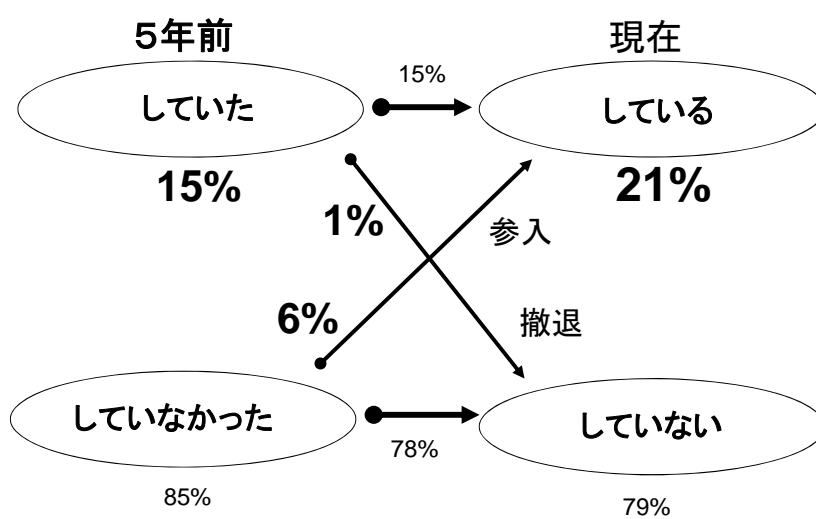 ５年前
現在
15%
していた
している
15%
21%
1%
参入
6%
撤退
していなかった
していない
78%
85%
79%